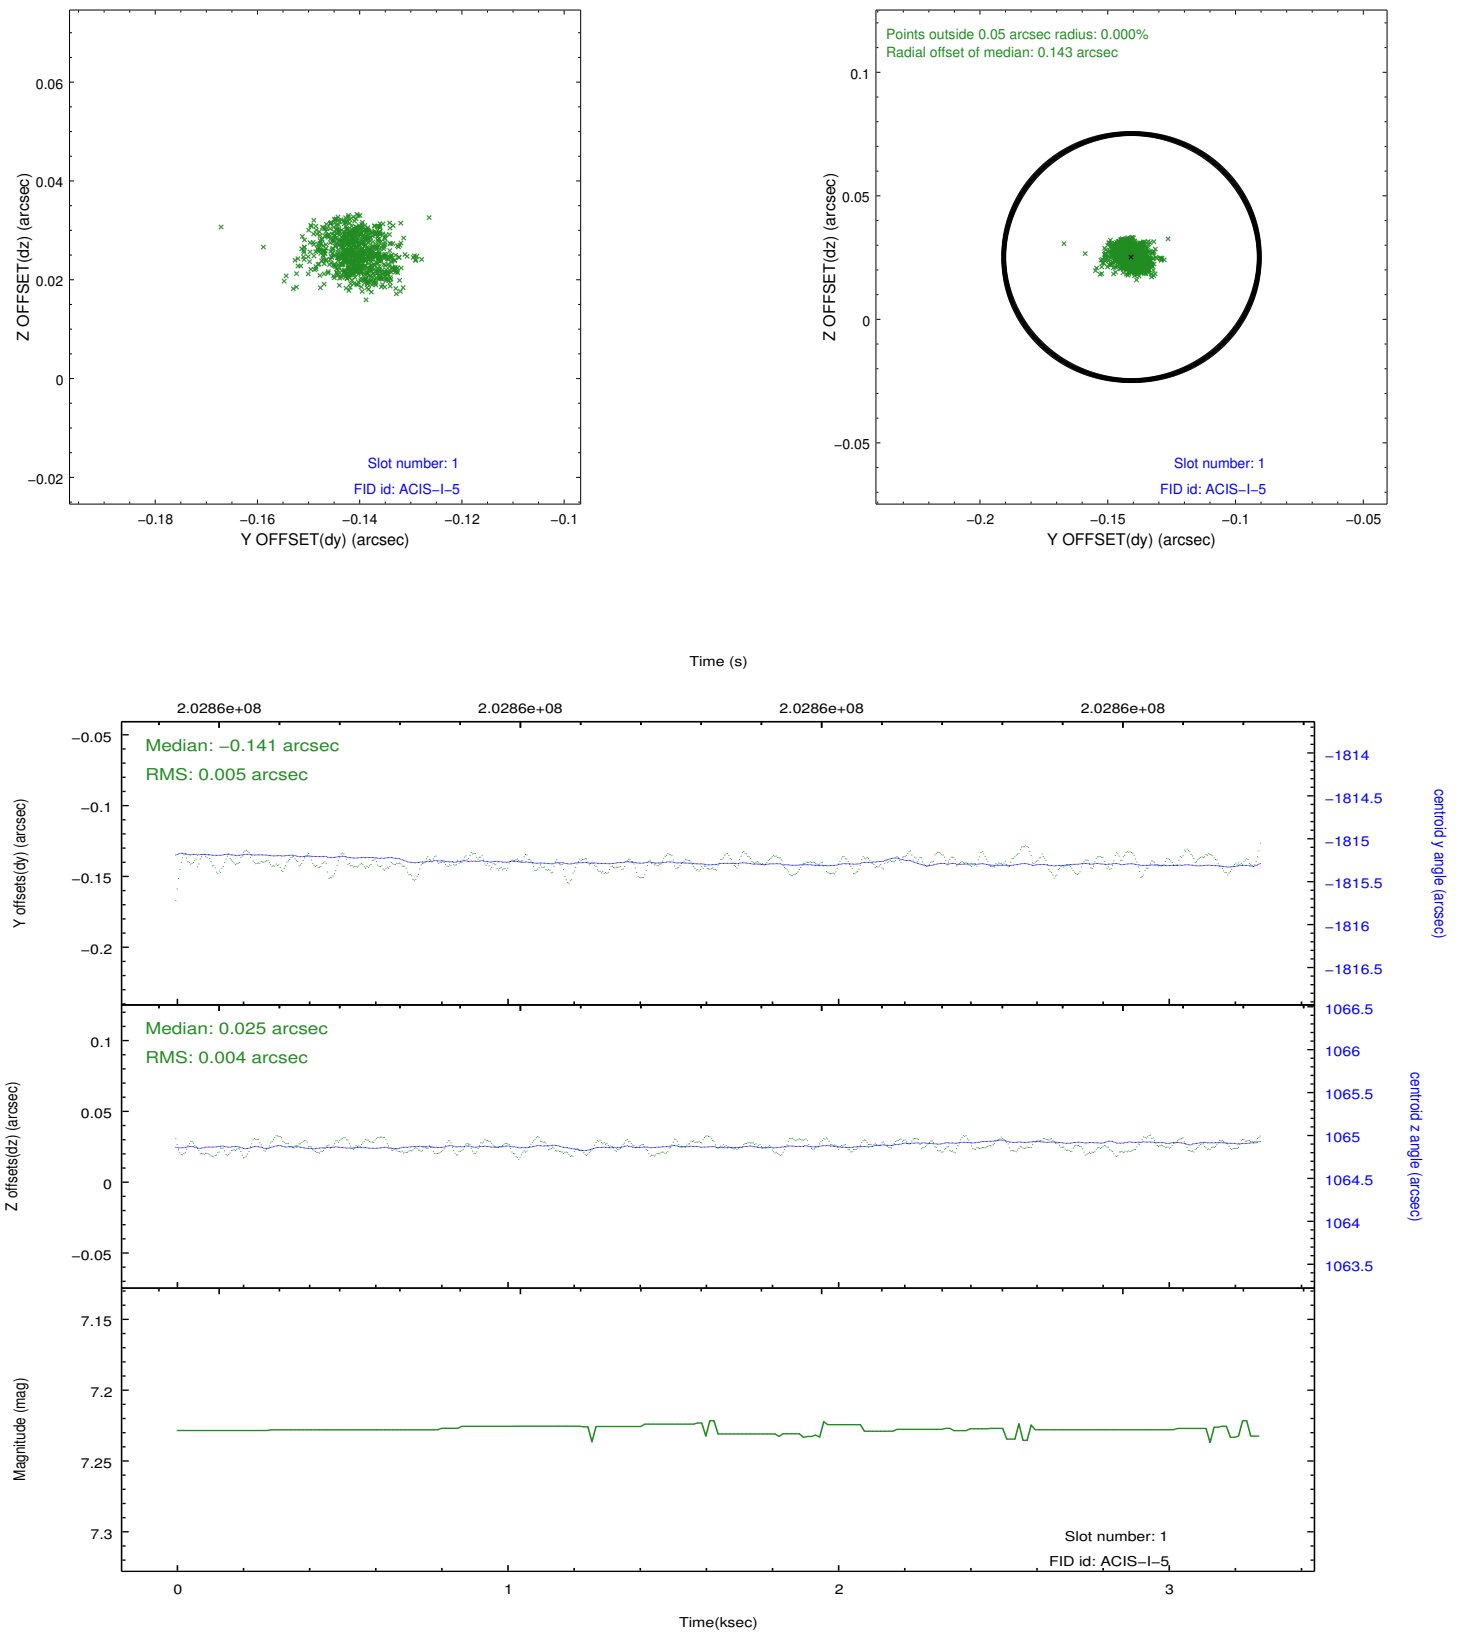 0.06
0.04
0.02
0
−0.02
Z OFFSET(dz) (arcsec)
−0.18
−0.16
−0.14
−0.12
−0.1
Y OFFSET(dy) (arcsec)
Slot number: 1
FID id: ACIS−I−5
Points outside 0.05 arcsec radius: 0.000%
Radial offset of median: 0.143 arcsec
0.1
0.05
0
−0.05
Z OFFSET(dz) (arcsec)
−0.2
−0.15
−0.1
−0.05
Y OFFSET(dy) (arcsec)
Slot number: 1
FID id: ACIS−I−5
Time (s)
2.0286e+08
2.0286e+08
2.0286e+08
2.0286e+08
Median: −0.141 arcsec
RMS: 0.005 arcsec
−0.05
−0.1
−0.15
−0.2
Y offsets(dy) (arcsec)
−1814
−1814.5
−1815
−1815.5
−1816
−1816.5
centroid y angle (arcsec)
Median: 0.025 arcsec
RMS: 0.004 arcsec
0.1
0.05
0
−0.05
Z offsets(dz) (arcsec)
1066.5
1066
1065.5
1065
1064.5
1064
1063.5
centroid z angle (arcsec)
7.15
7.2
7.25
7.3
Magnitude (mag)
Slot number: 1
FID id: ACIS−I−5
0
1
2
3
Time(ksec)